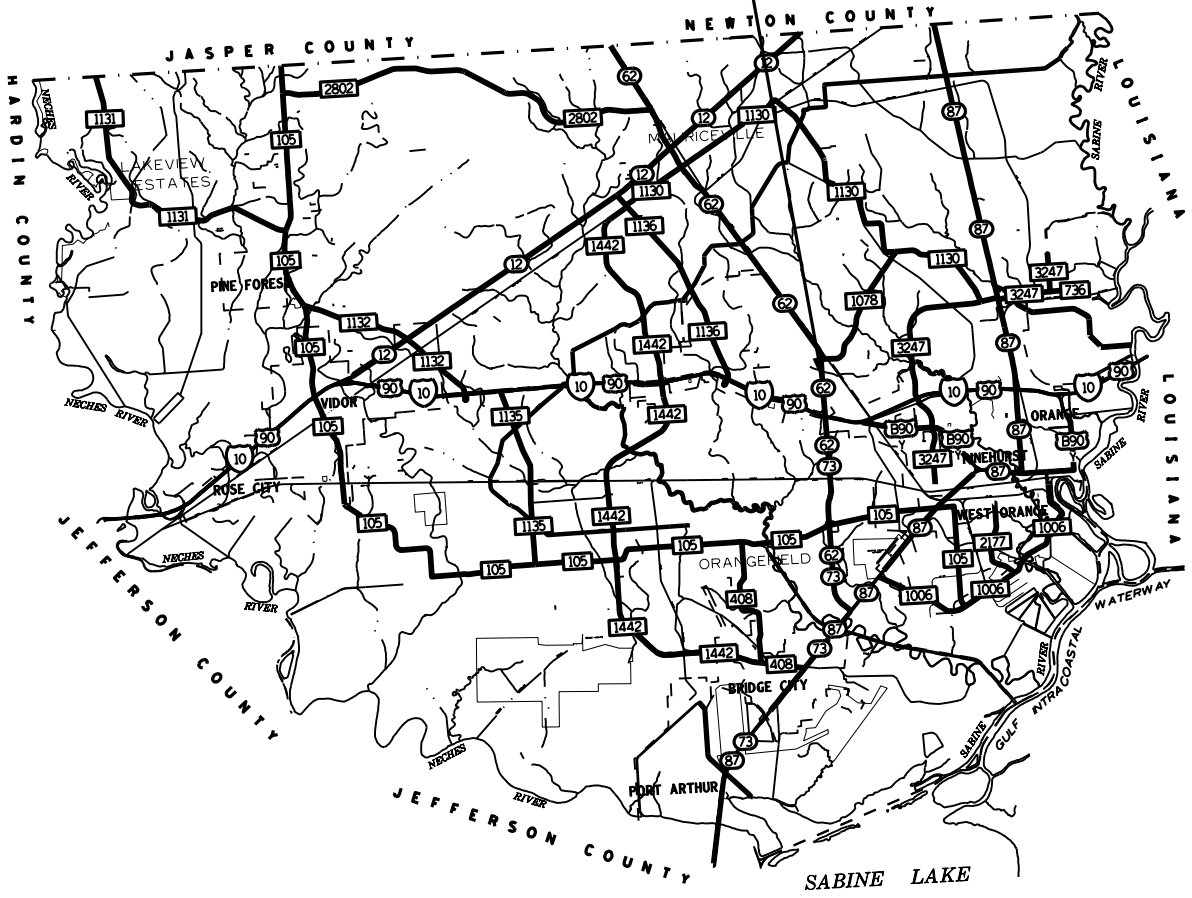 NEWTON COUNTY
JASPER COUNTY
HARDIN COUNTY
LOUISIANA
NECHES
RIVER
RIVER
SABINE
62
12
87
2802
2802
1131
105
12
1130
MAURICEVILLE
LAKEVIEW
ESTATES
12
1130
1130
62
1131
1136
1442
87
105
12
1130
3247
PINE FOREST
3247
736
62
1078
1132
1136
105
12
1132
1442
3247
87
LOUISIANA
90
10
10
90
62
10
90
10
90
10
90
VIDOR
NECHES RIVER
1135
1442
105
ORANGE
RIVER
90
B90
87
B90
B90
62
73
10
3247
PINEHURST
87
SABINE
ROSE CITY
105
1442
1135
105
WEST ORANGE
1006
87
JEFFERSON COUNTY
NECHES
105
105
105
105
ORANGEFIELD
62
73
105
2177
RIVER
408
87
1006
1006
WATERWAY
1442
87
1442
408
73
RIVER
INTRACOASTAL
BRIDGE CITY
SABINE
GULF
73
87
NECHES
RIVER
PORT ARTHUR
JEFFERSON COUNTY
SABINE LAKE